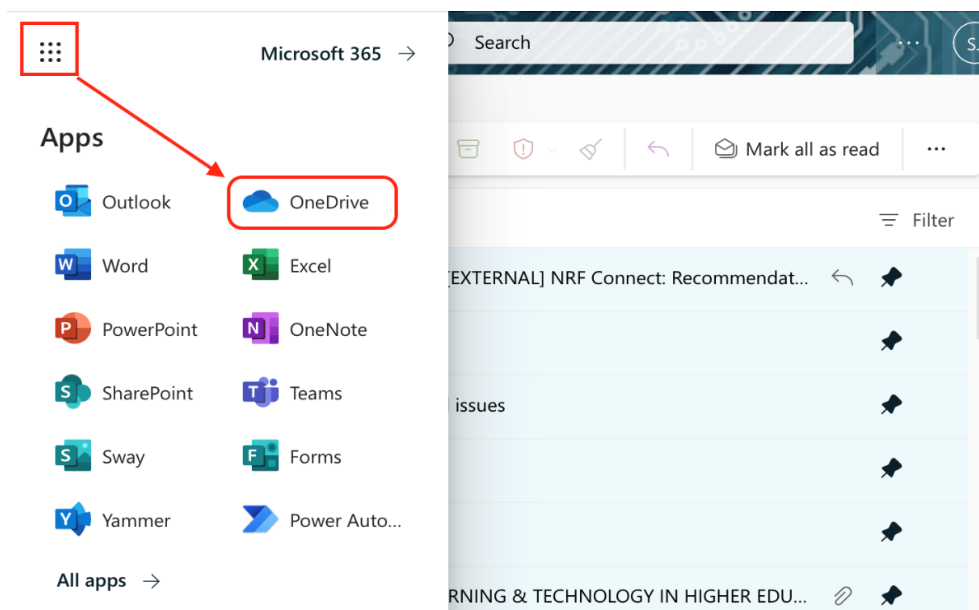 Microsoft 365 →
Search
...
S.
Apps
Mark all as read
...
Outlook
OneDrive
Filter
Word
Excel
[EXTERNAL] NRF Connect: Recommendat...
PowerPoint
OneNote
SharePoint
Teams
issues
Sway
Forms
Yammer
Power Auto...
All apps →
RNING & TECHNOLOGY IN HIGHER EDU...